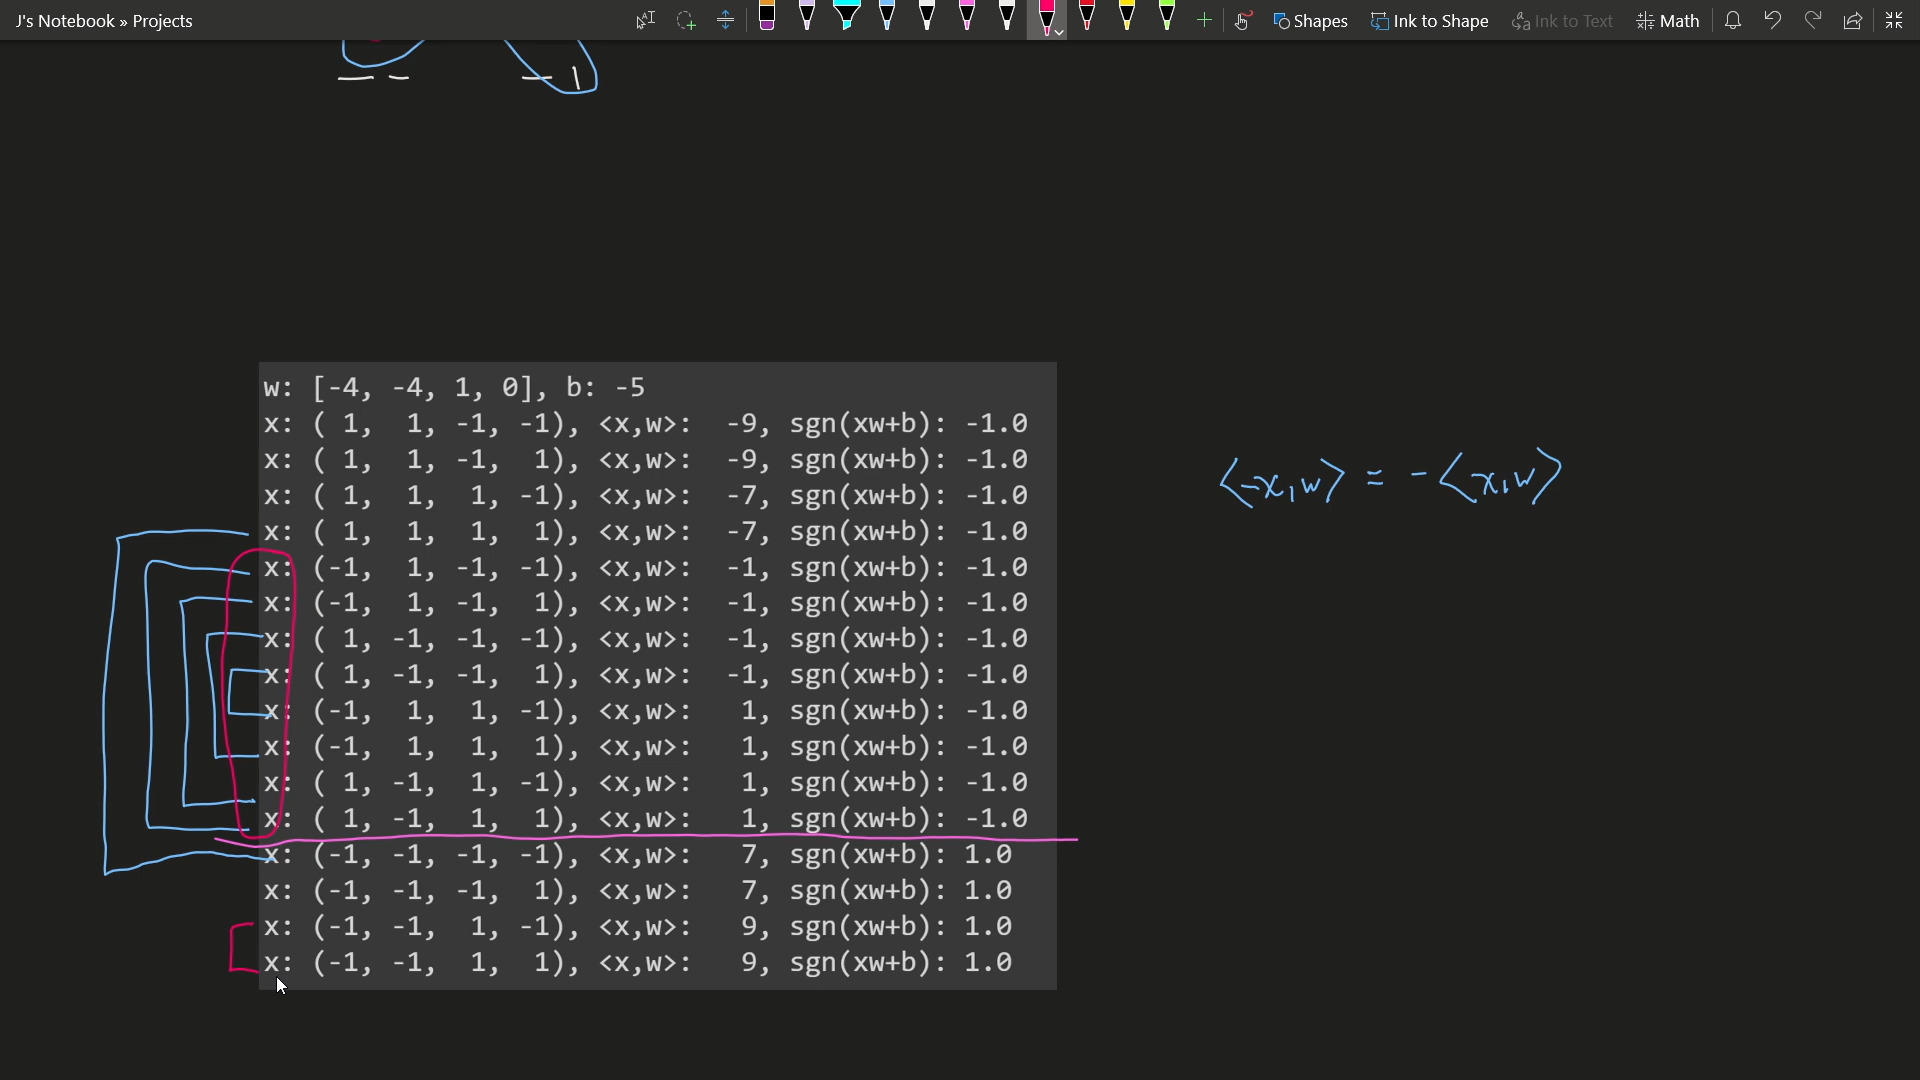 J's Notebook » Projects
Shapes Ink to Shape Ink to Text Math
1
w: [-4, -4, 1, 0], b: -5
x: ( 1, 1, -1, -1), <x,w>: -9, sgn(xw+b): -1.0
x: ( 1, 1, -1, 1), <x,w>: -9, sgn(xw+b): -1.0
x: ( 1, 1, 1, -1), <x,w>: -7, sgn(xw+b): -1.0
x: ( 1, 1, 1, 1), <x,w>: -7, sgn(xw+b): -1.0
x: (-1, 1, -1, -1), <x,w>: -1, sgn(xw+b): -1.0
x: (-1, 1, -1, 1), <x,w>: -1, sgn(xw+b): -1.0
x: ( 1, -1, -1, -1), <x,w>: -1, sgn(xw+b): -1.0
x: ( 1, -1, -1, 1), <x,w>: -1, sgn(xw+b): -1.0
x: (-1, 1, 1, -1), <x,w>: 1, sgn(xw+b): -1.0
x: (-1, 1, 1, 1), <x,w>: 1, sgn(xw+b): -1.0
x: ( 1, -1, 1, -1), <x,w>: 1, sgn(xw+b): -1.0
x: ( 1, -1, 1, 1), <x,w>: 1, sgn(xw+b): -1.0
x: (-1, -1, -1, -1), <x,w>: 7, sgn(xw+b): 1.0
x: (-1, -1, -1, 1), <x,w>: 7, sgn(xw+b): 1.0
x: (-1, -1, 1, -1), <x,w>: 9, sgn(xw+b): 1.0
x: (-1, -1, 1, 1), <x,w>: 9, sgn(xw+b): 1.0
⟨-x,w⟩ = -⟨x,w⟩